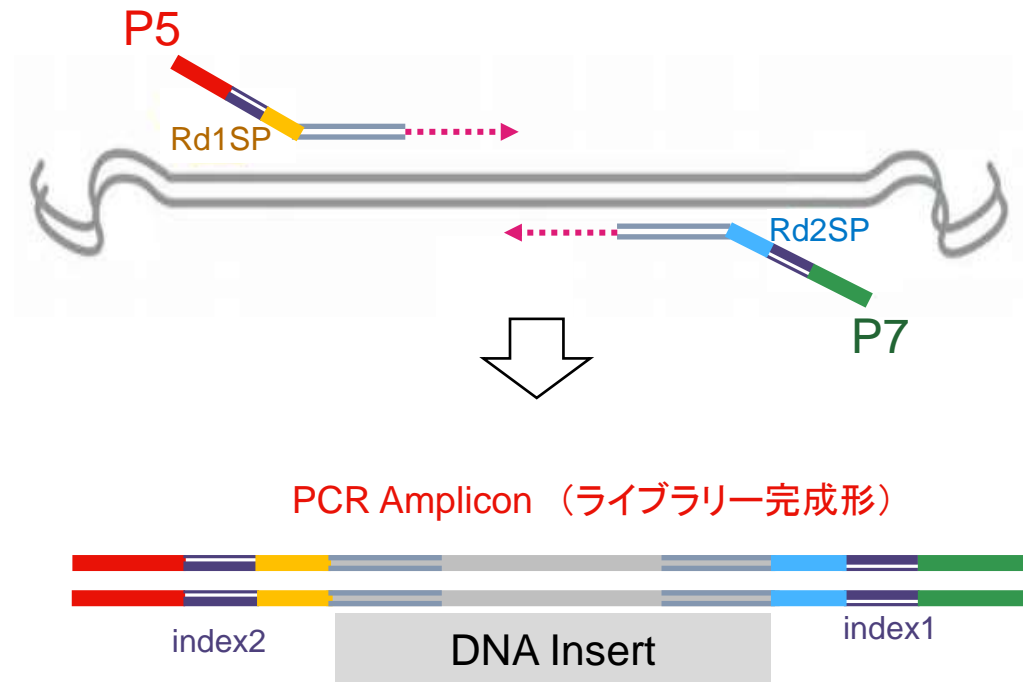 P5
Rd1SP
Rd2SP
P7
PCR Amplicon （ライブラリー完成形）
index2
index1
DNA Insert